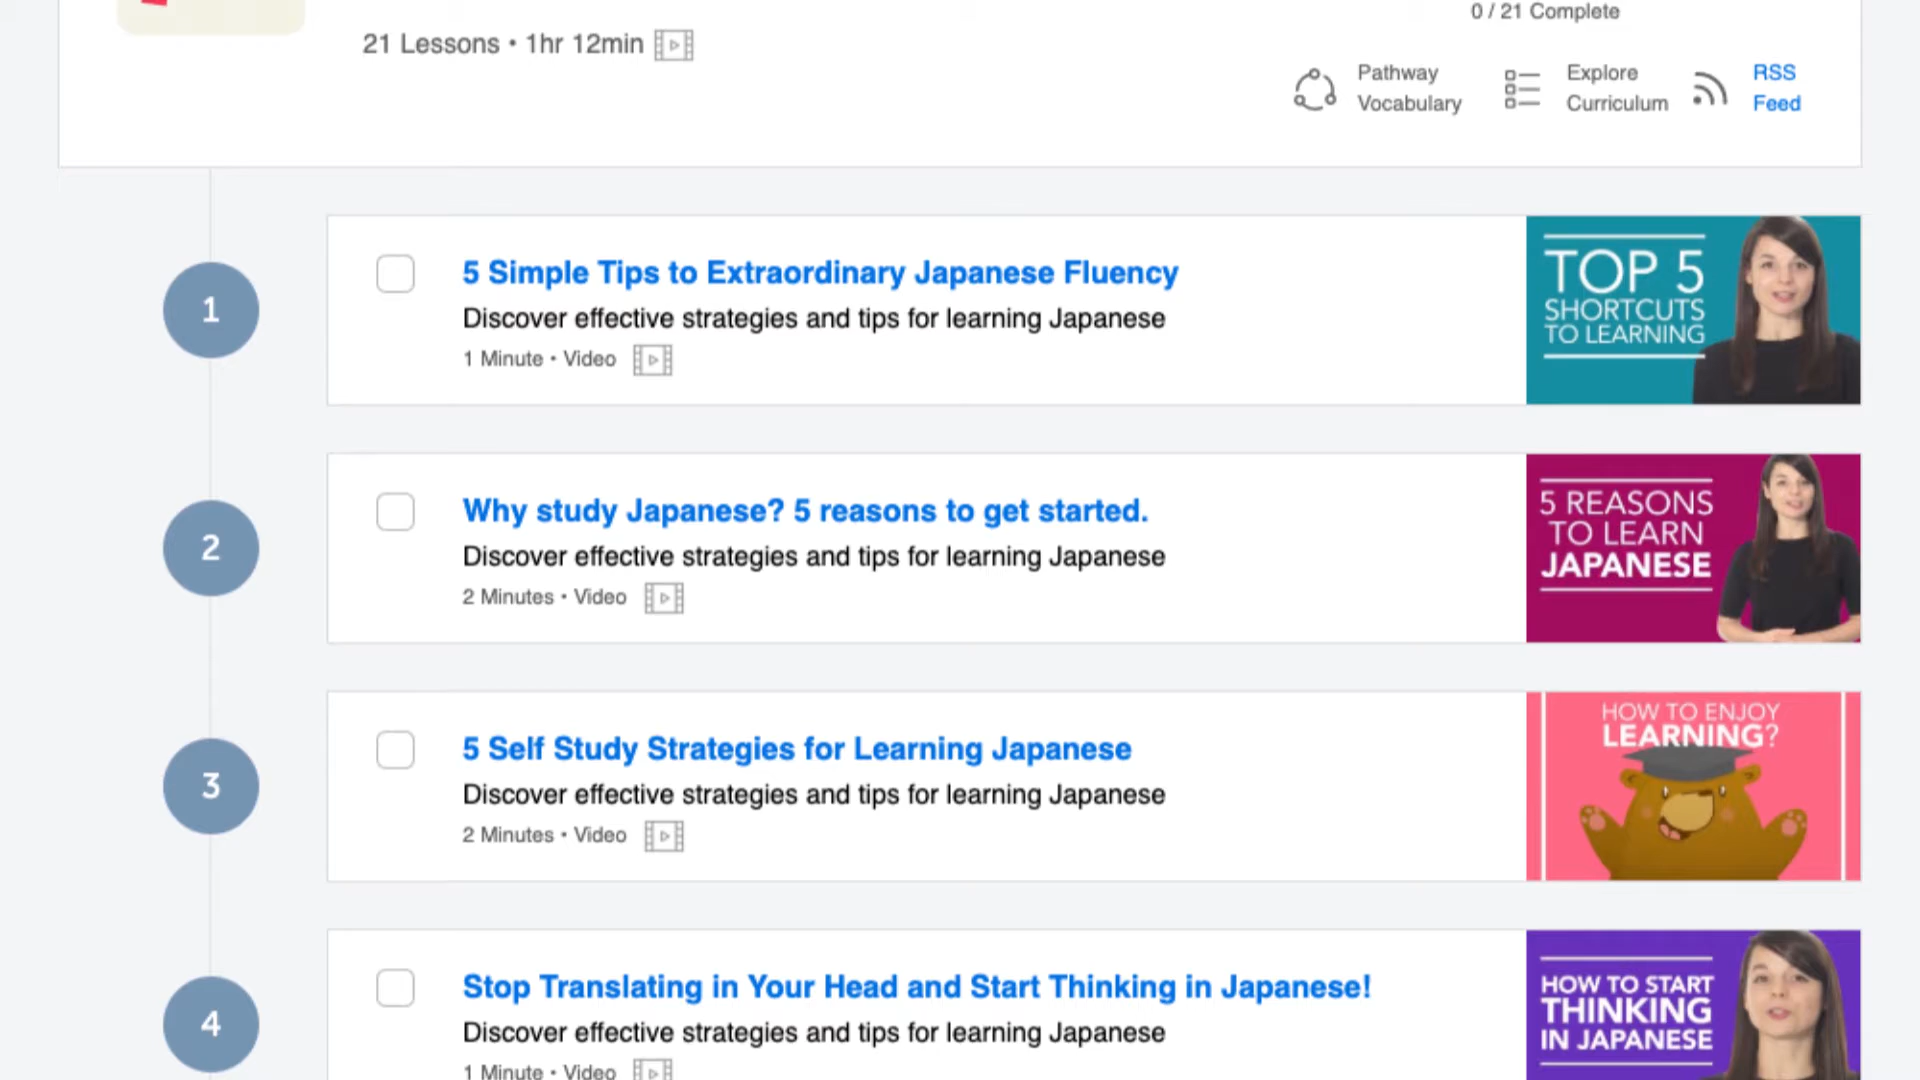 0 / 21 Complete
21 Lessons • 1hr 12min
Pathway
Vocabulary
Explore
Curriculum
RSS
Feed
1
5 Simple Tips to Extraordinary Japanese Fluency
Discover effective strategies and tips for learning Japanese
1 Minute • Video
TOP 5
SHORTCUTS
TO LEARNING
2
Why study Japanese? 5 reasons to get started.
Discover effective strategies and tips for learning Japanese
2 Minutes • Video
5 REASONS
TO LEARN
JAPANESE
3
5 Self Study Strategies for Learning Japanese
Discover effective strategies and tips for learning Japanese
2 Minutes • Video
HOW TO ENJOY
LEARNING?
4
Stop Translating in Your Head and Start Thinking in Japanese!
Discover effective strategies and tips for learning Japanese
1 Minute • Video
HOW TO START
THINKING
IN JAPANESE